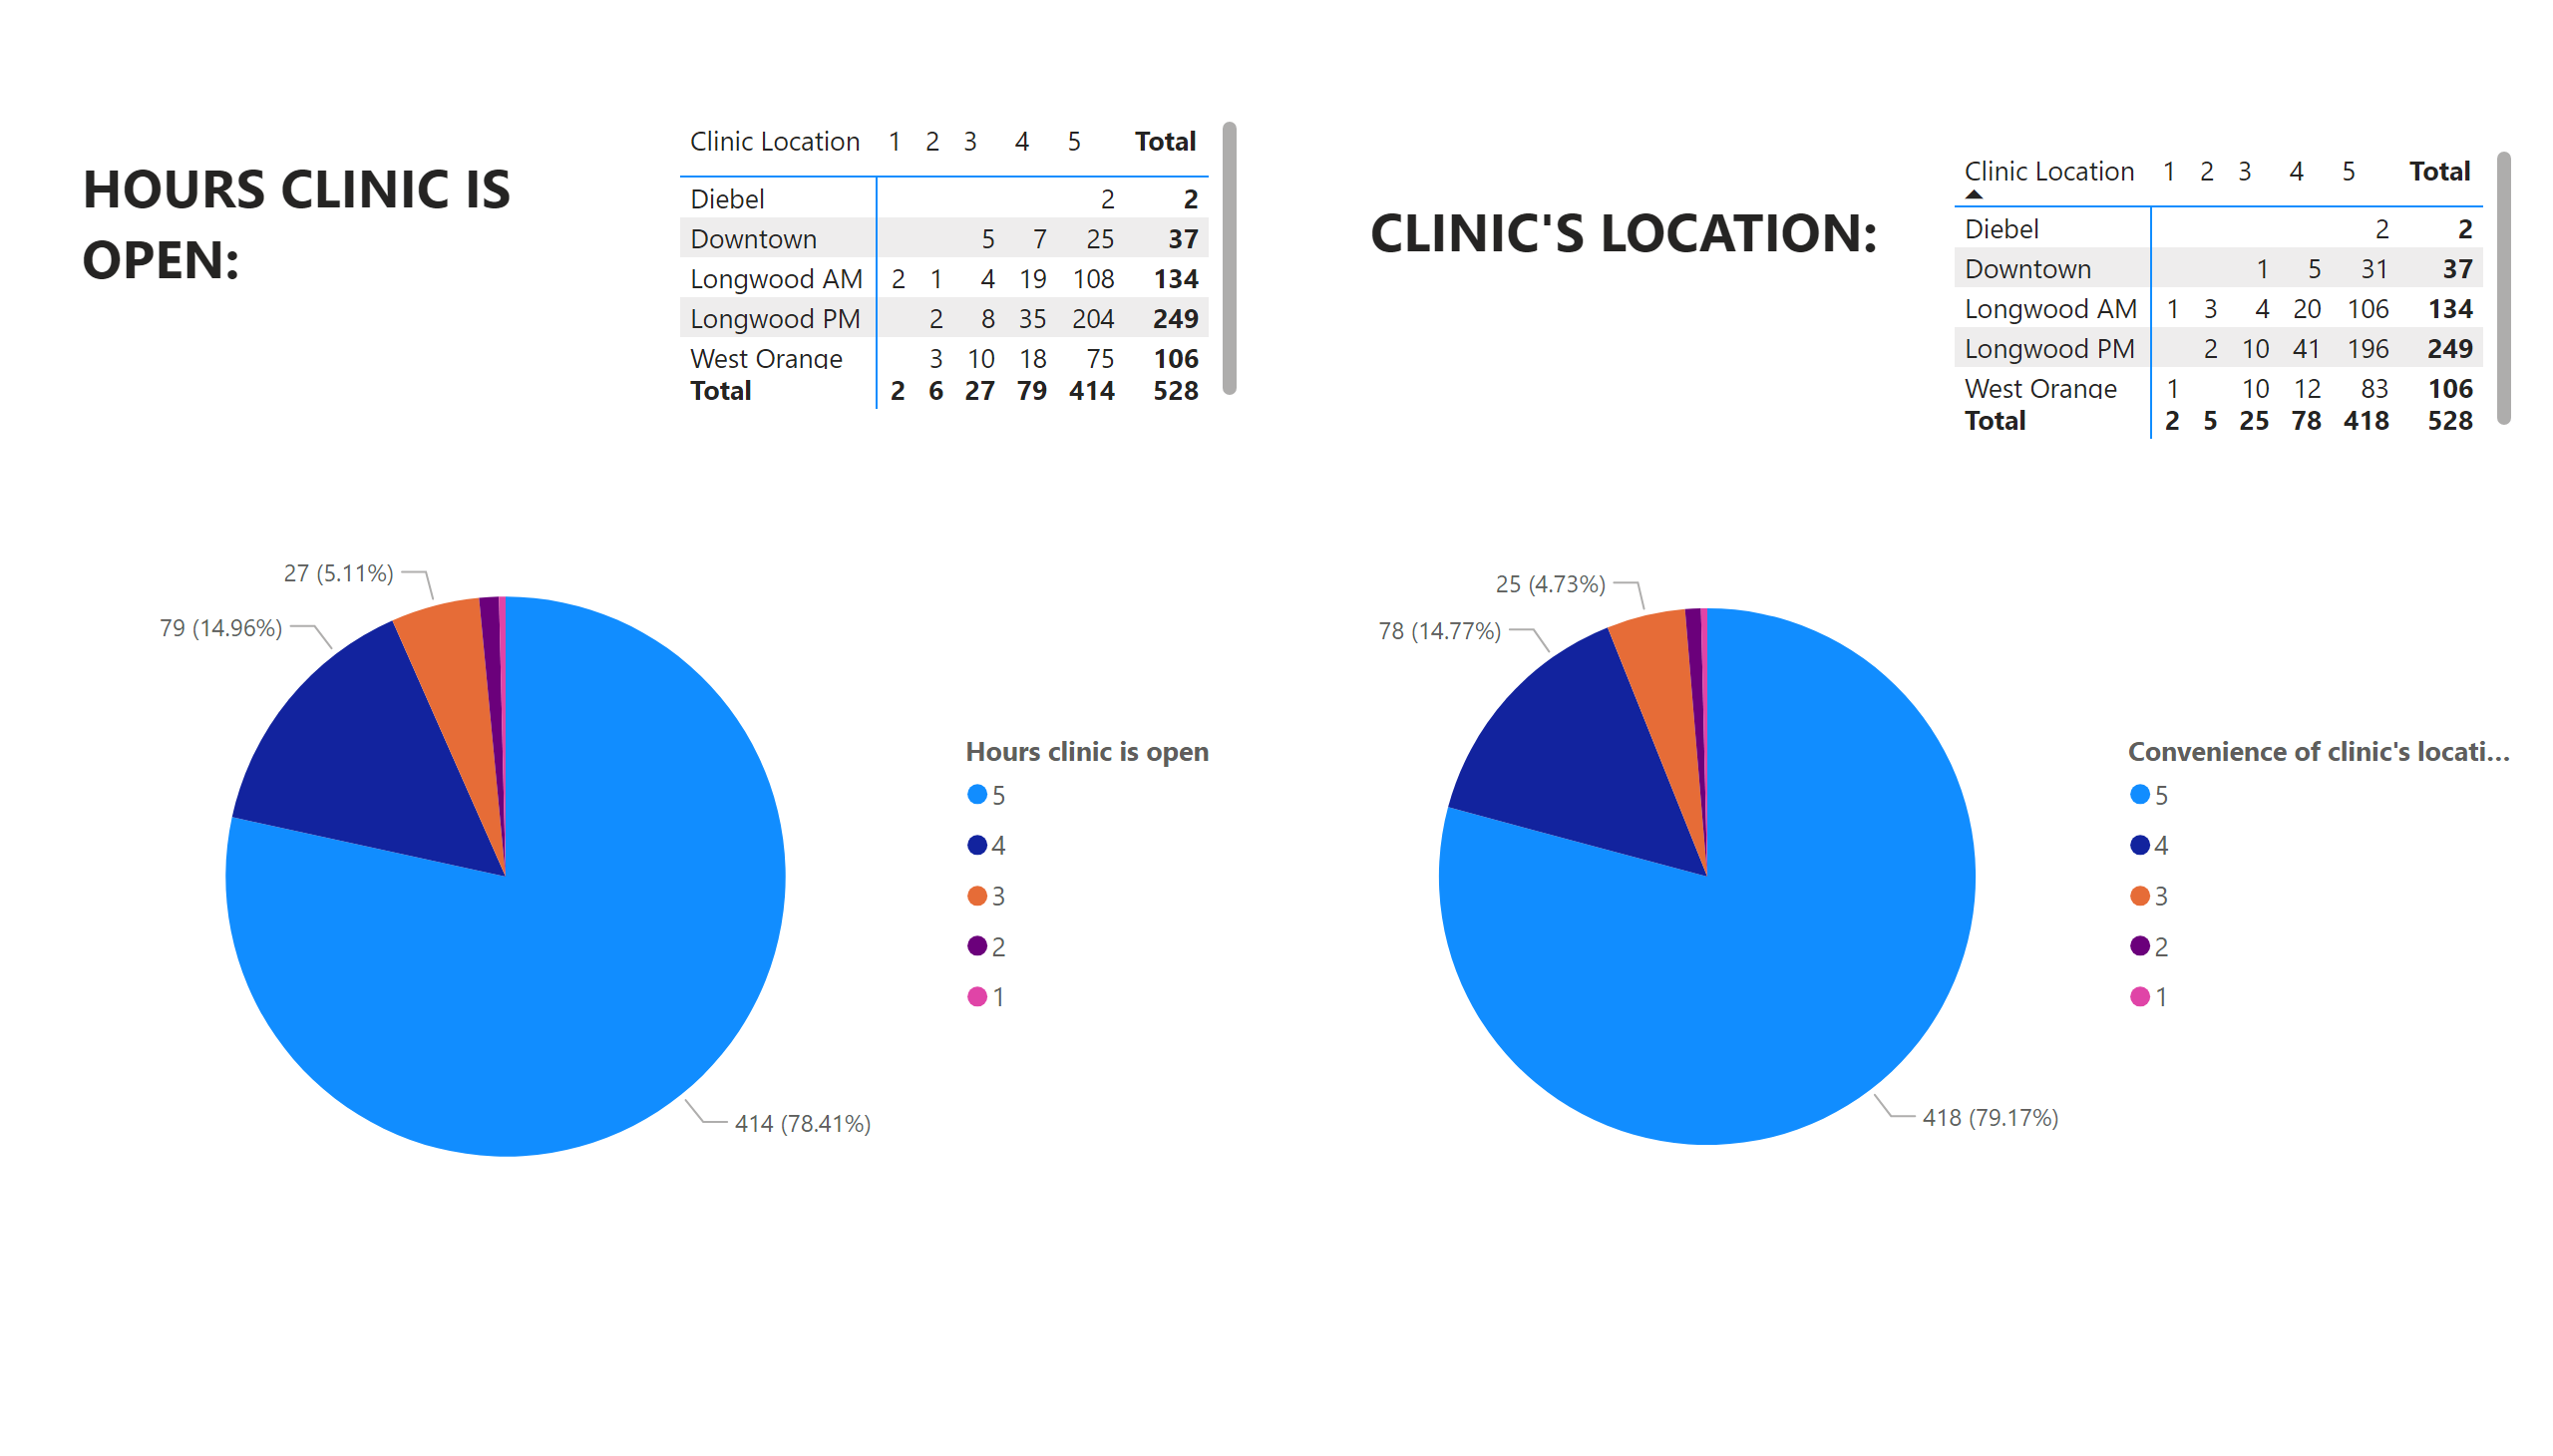 HOURS CLINIC IS
OPEN:
Clinic Location 1 2 3 4 5 Total
Diebel 2 2
Downtown 5 7 25 37
Longwood AM 2 1 4 19 108 134
Longwood PM 2 8 35 204 249
West Orange 3 10 18 75 106
Total 2 6 27 79 414 528
27 (5.11%)
79 (14.96%)
414 (78.41%)
Hours clinic is open
5
4
3
2
1
CLINIC'S LOCATION:
Clinic Location 1 2 3 4 5 Total
Diebel 2 2
Downtown 1 5 31 37
Longwood AM 1 3 4 20 106 134
Longwood PM 2 10 41 196 249
West Orange 1 10 12 83 106
Total 2 5 25 78 418 528
25 (4.73%)
78 (14.77%)
418 (79.17%)
Convenience of clinic's locati...
5
4
3
2
1